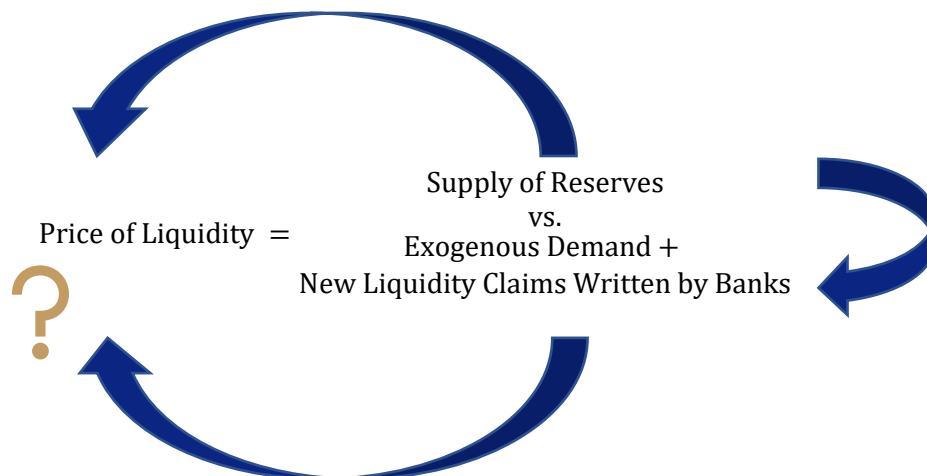 Supply of Reserves
vs.
Price of Liquidity =
Exogenous Demand +
New Liquidity Claims Written by Banks
?